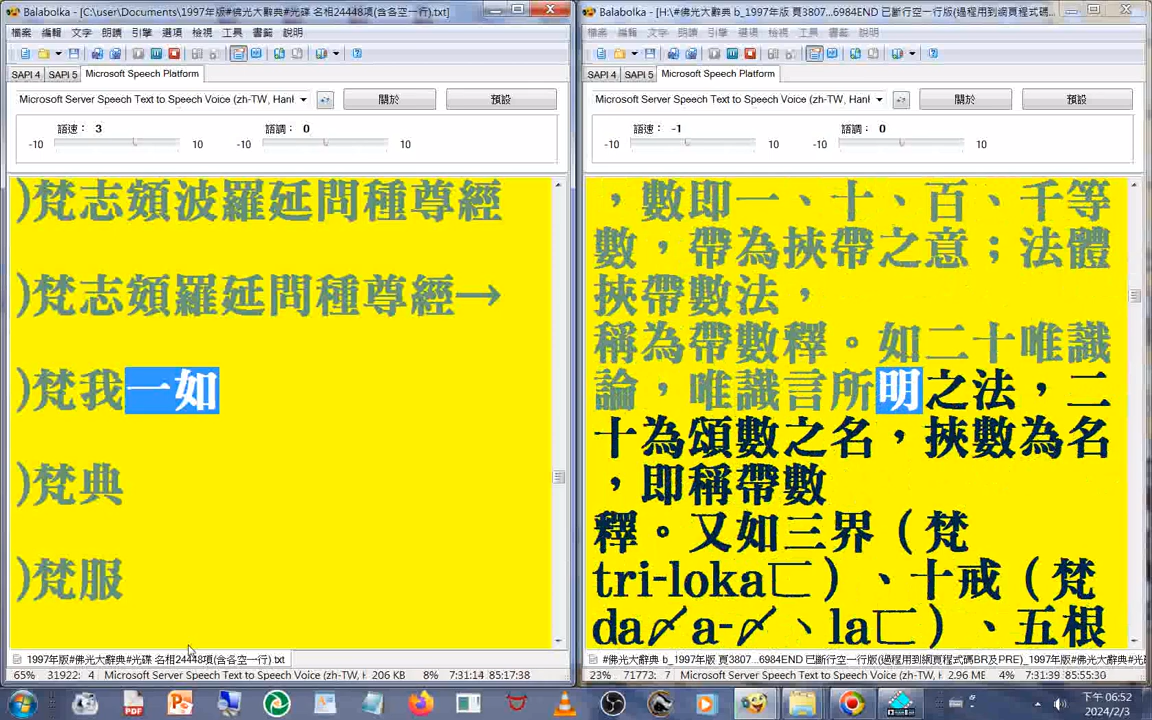 Balabolka - [C:\user\Documents\1997年版#佛光大辭典#光碟 名相24448項(含各空一行).txt]
檔案 編輯 文字 朗讀 引擎 選項 檢視 工具 書籤 說明
SAPI 4 SAPI 5 Microsoft Speech Platform
Microsoft Server Speech Text to Speech Voice (zh-TW, Hanl 關於 預設
語速： 3 語調： 0
-10 10 -10 10
)梵志頞波羅延問種尊經
)梵志頞羅延問種尊經→
)梵我一如
)梵典
)梵服
1997年版#佛光大辭典#光碟 名相24448項(含各空一行).txt
65% 31922: 4 Microsoft Server Speech Text to Speech Voice (zh-TW, H 206 KB 8% 7:31:14 85:17:38
Balabolka - [H:\#佛光大辭典 b_1997年版 頁3807...6984END 已斷行空一行版(過程用到網頁程式碼...
檔案 編輯 文字 朗讀 引擎 選項 檢視 工具 書籤 說明
SAPI 4 SAPI 5 Microsoft Speech Platform
Microsoft Server Speech Text to Speech Voice (zh-TW, Hanl 關於 預設
語速： -1 語調： 0
-10 10 -10 10
，數即一、十、百、千等
數，帶為挾帶之意；法體
挾帶數法，
稱為帶數釋。如二十唯識
論，唯識言所明之法，二
十為頌數之名，挾數為名
，即稱帶數
釋。又如三界（梵
tri-loka匚）、十戒（梵
da〆a-〆、la匚）、五根
#佛光大辭典 b_1997年版 頁3807...6984END 已斷行空一行版(過程用到網頁程式碼BR及PRE)_1997年版#光
23% 71773: 7 Microsoft Server Speech Text to Speech Voice (zh-TW, H 2.96 ME 4% 7:31:39 85:55:30
下午 06:52
2024/2/3